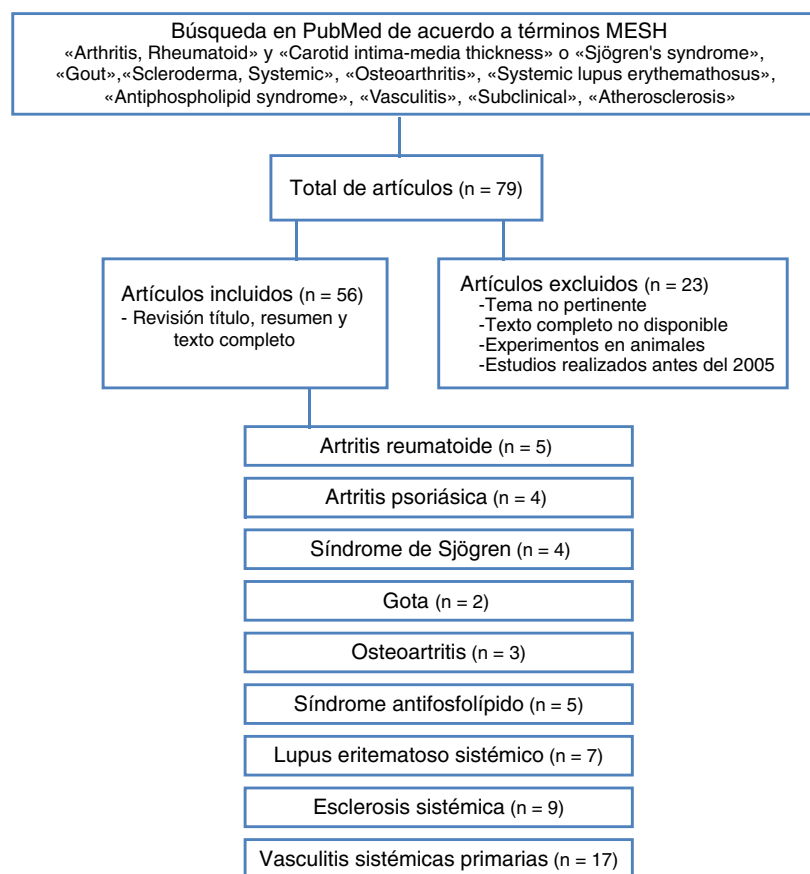 Búsqueda en PubMed de acuerdo a términos MESH
«Arthritis, Rheumatoid» y «Carotid intima-media thickness» o «Sjögren's syndrome»,
«Gout»,«Scleroderma, Systemic», «Osteoarthritis», «Systemic lupus erythemathosus»,
«Antiphospholipid syndrome», «Vasculitis», «Subclinical», «Atherosclerosis»
Total de artículos (n = 79)
Artículos incluidos (n = 56)
- Revisión título, resumen y
texto completo
Artículos excluidos (n = 23)
-Tema no pertinente
-Texto completo no disponible
-Experimentos en animales
-Estudios realizados antes del 2005
Artritis reumatoide (n = 5)
Artritis psoriásica (n = 4)
Síndrome de Sjögren (n = 4)
Gota (n = 2)
Osteoartritis (n = 3)
Síndrome antifosfolípido (n = 5)
Lupus eritematoso sistémico (n = 7)
Esclerosis sistémica (n = 9)
Vasculitis sistémicas primarias (n = 17)